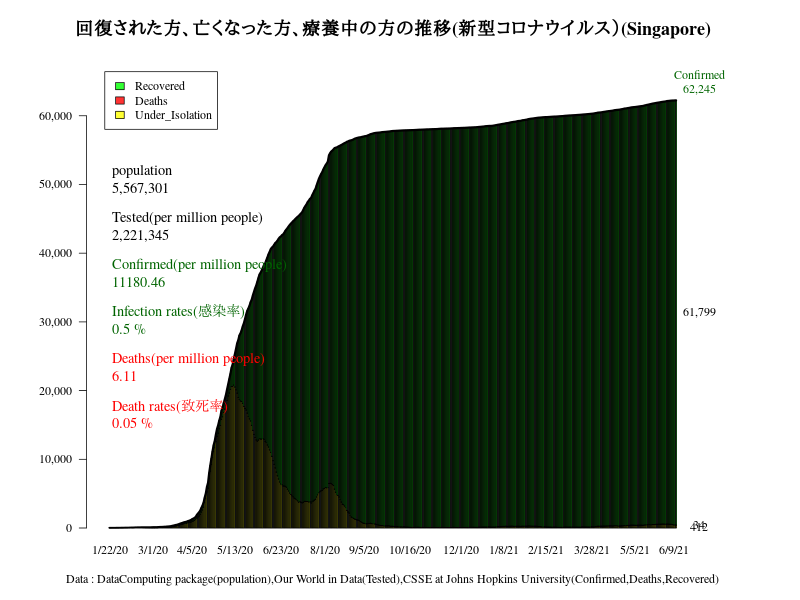 回復された方、亡くなった方、療養中の方の推移(新型コロナウイルス)(Singapore)
Confirmed
62,245
Recovered
Deaths
Under_Isolation
60,000
50,000
40,000
30,000
20,000
10,000
0
population
5,567,301
Tested(per million people)
2,221,345
Confirmed(per million people)
11180.46
Infection rates(感染率)
0.5 %
Deaths(per million people)
6.11
Death rates(致死率)
0.05 %
61,799
34
412
1/22/20 3/1/20 4/5/20 5/13/20 6/23/20 8/1/20 9/5/20 10/16/20 12/1/20 1/8/21 2/15/21 3/28/21 5/5/21 6/9/21
Data : DataComputing package(population),Our World in Data(Tested),CSSE at Johns Hopkins University(Confirmed,Deaths,Recovered)